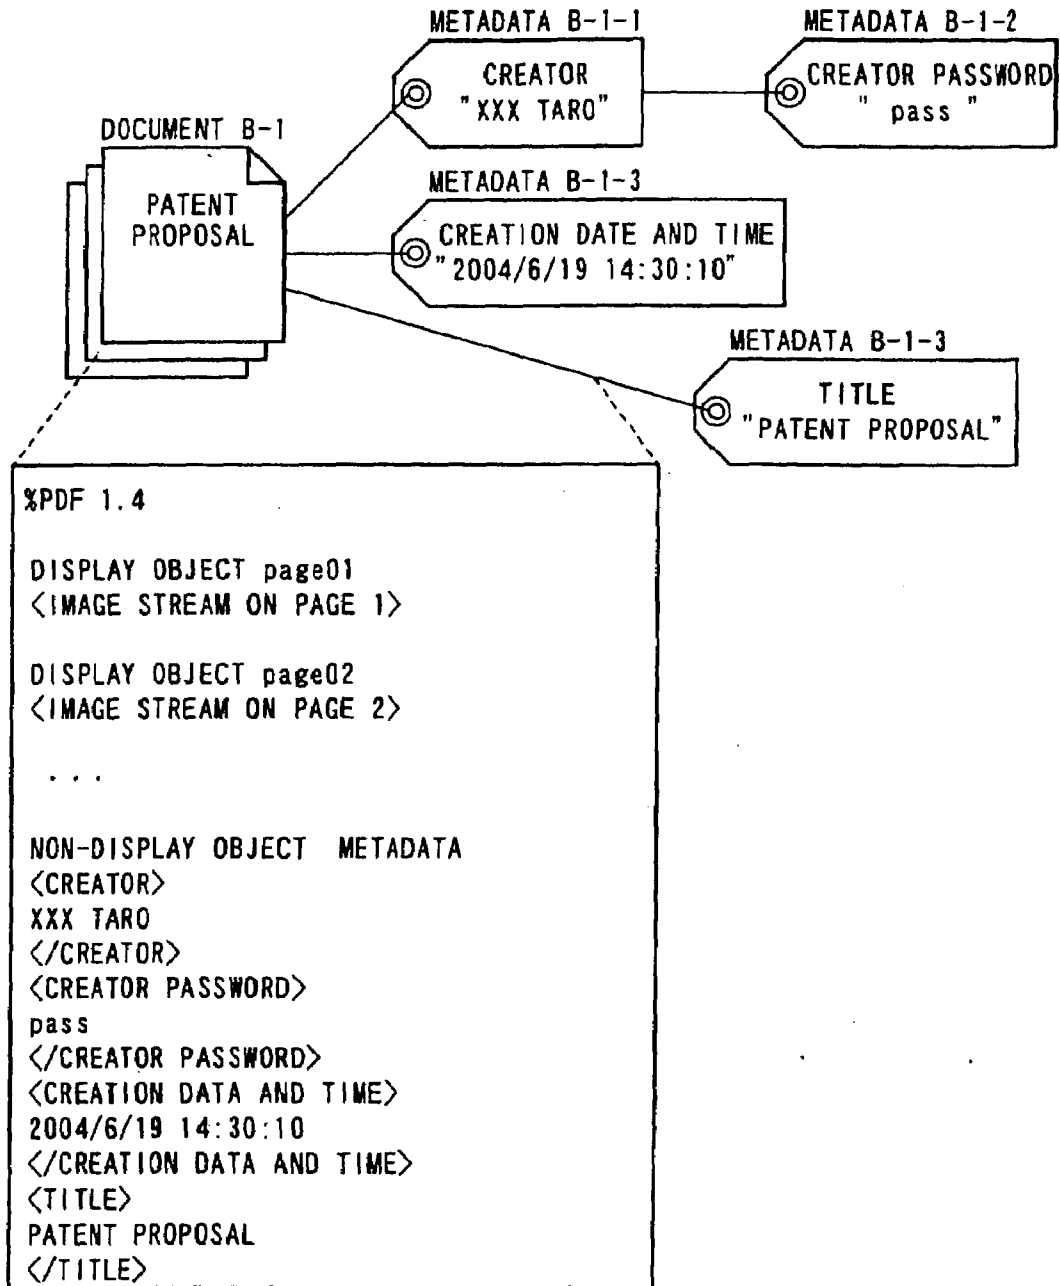 METADATA B-1-1
METADATA B-1-2
CREATOR
"XXX TARO"
CREATOR PASSWORD
" pass "
DOCUMENT B-1
PATENT
PROPOSAL
METADATA B-1-3
CREATION DATE AND TIME
"2004/6/19 14:30:10"
METADATA B-1-3
TITLE
"PATENT PROPOSAL"
%PDF 1.4
DISPLAY OBJECT page01
<IMAGE STREAM ON PAGE 1>
DISPLAY OBJECT page02
<IMAGE STREAM ON PAGE 2>
...
NON-DISPLAY OBJECT METADATA
<CREATOR>
XXX TARO
</CREATOR>
<CREATOR PASSWORD>
pass
</CREATOR PASSWORD>
<CREATION DATA AND TIME>
2004/6/19 14:30:10
</CREATION DATA AND TIME>
<TITLE>
PATENT PROPOSAL
</TITLE>